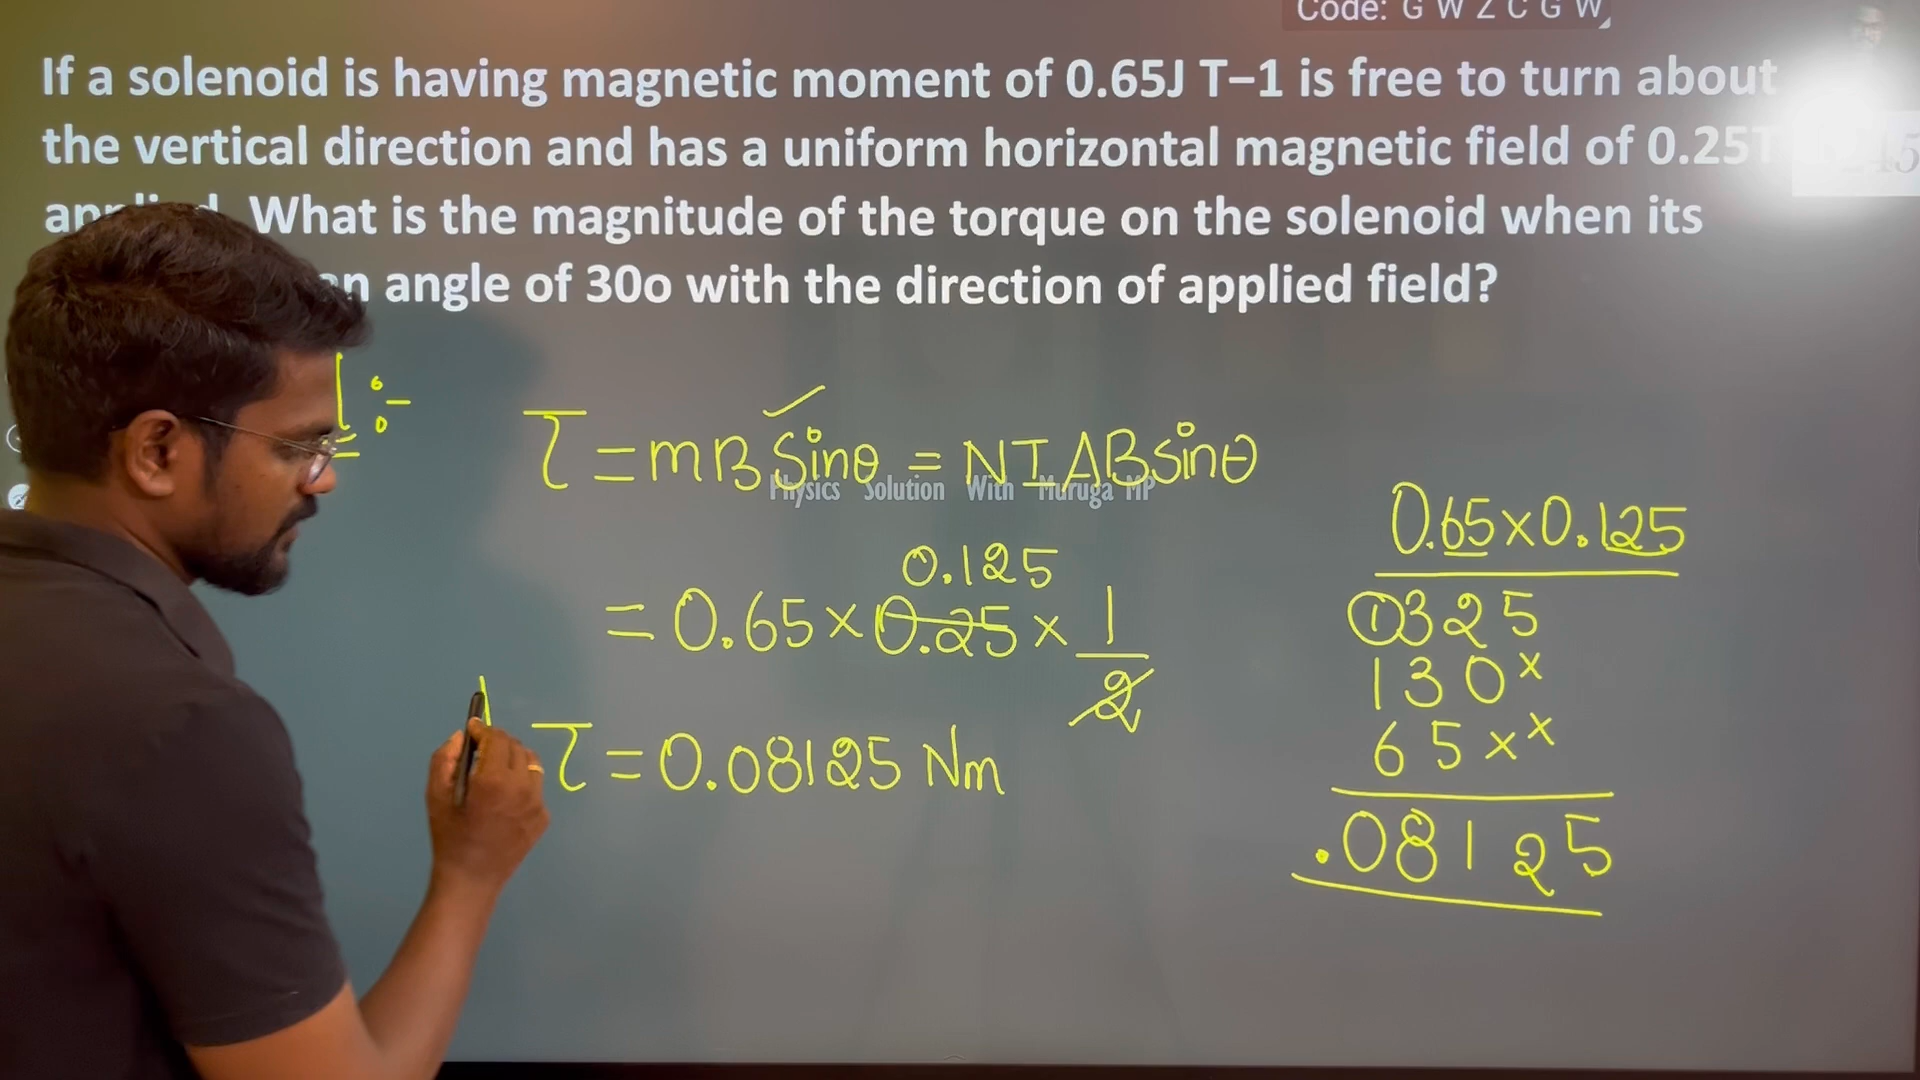 Code: G W Z C G W
If a solenoid is having magnetic moment of 0.65J T−1 is free to turn about
the vertical direction and has a uniform horizontal magnetic field of 0.25T
What is the magnitude of the torque on the solenoid when its
angle of 30o with the direction of applied field?
τ = mB sinθ = NIAB sinθ
Physics Solution With Muruga MP
0.125
= 0.65 × 0.25 × 1/2
τ = 0.08125 Nm
0.65×0.125
1325
130×
65××
.08125